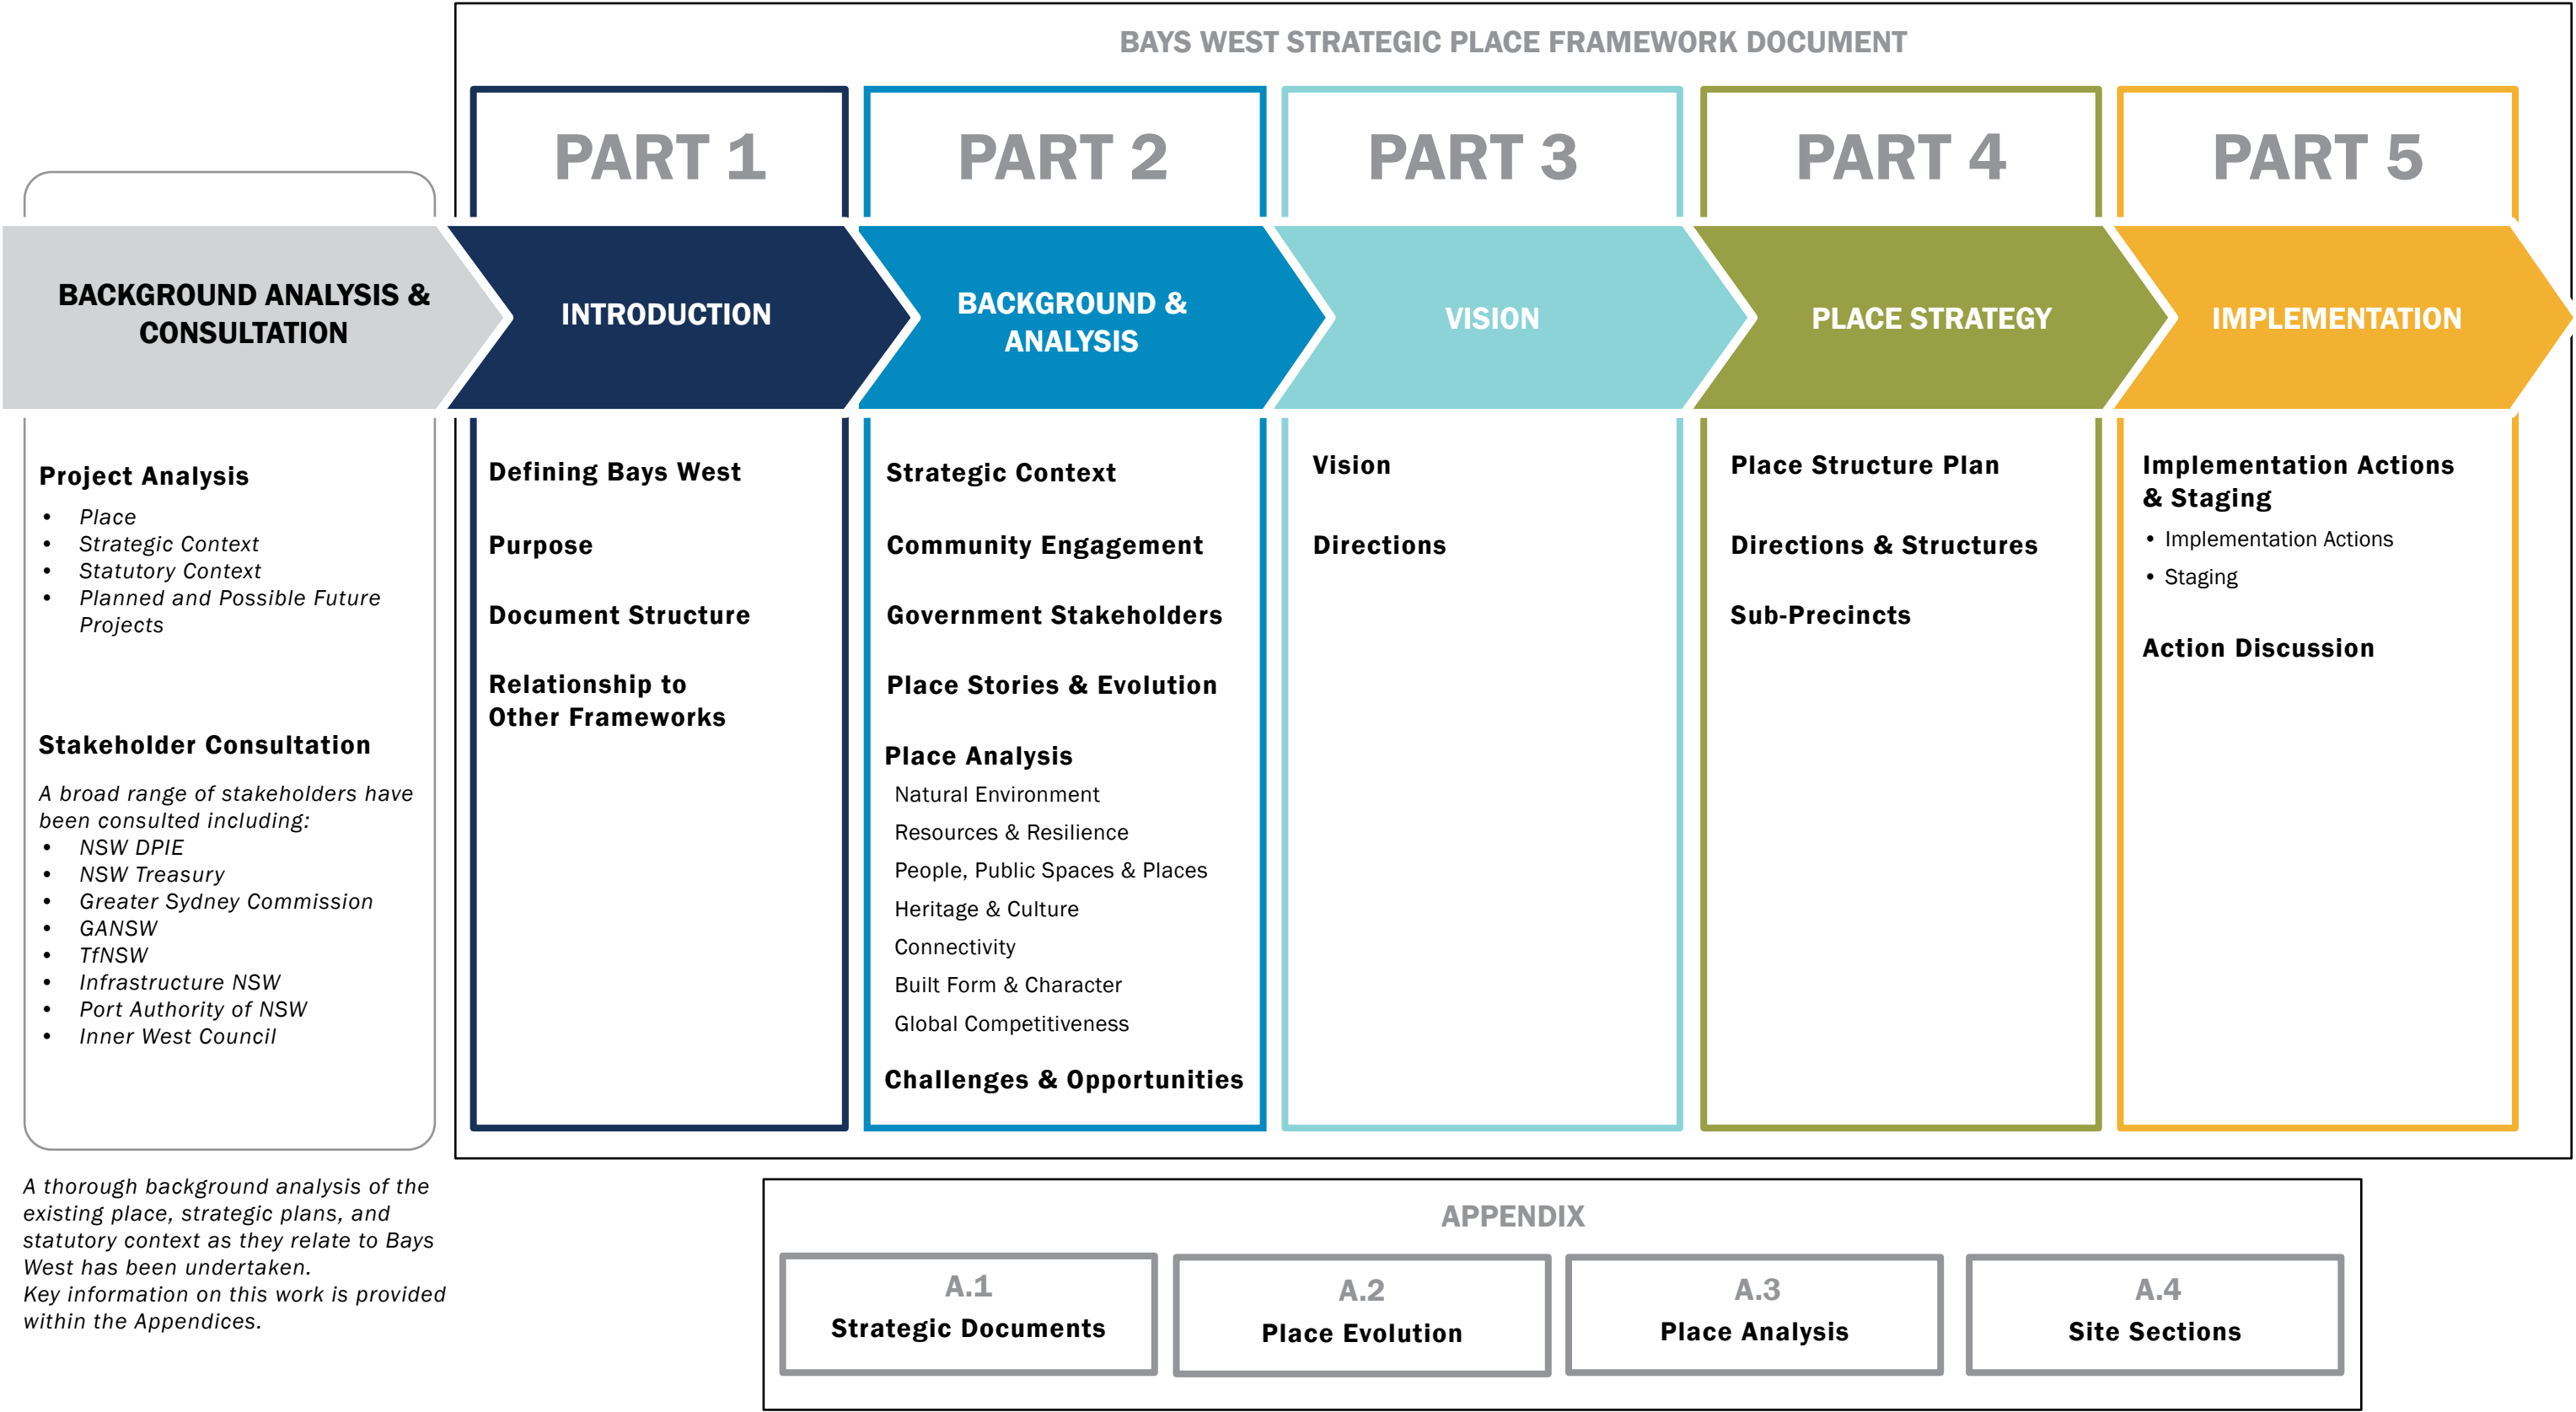 BAYS WEST STRATEGIC PLACE FRAMEWORK DOCUMENT
BACKGROUND ANALYSIS &
CONSULTATION
Project Analysis
• Place
• Strategic Context
• Statutory Context
• Planned and Possible Future
Projects
Stakeholder Consultation
A broad range of stakeholders have
been consulted including:
• NSW DPIE
• NSW Treasury
• Greater Sydney Commission
• GANSW
• TfNSW
• Infrastructure NSW
• Port Authority of NSW
• Inner West Council
A thorough background analysis of the
existing place, strategic plans, and
statutory context as they relate to Bays
West has been undertaken.
Key information on this work is provided
within the Appendices.
PART 1
INTRODUCTION
Defining Bays West
Purpose
Document Structure
Relationship to
Other Frameworks
PART 2
BACKGROUND &
ANALYSIS
Strategic Context
Community Engagement
Government Stakeholders
Place Stories & Evolution
Place Analysis
Natural Environment
Resources & Resilience
People, Public Spaces & Places
Heritage & Culture
Connectivity
Built Form & Character
Global Competitiveness
Challenges & Opportunities
PART 3
VISION
Vision
Directions
PART 4
PLACE STRATEGY
Place Structure Plan
Directions & Structures
Sub-Precincts
PART 5
IMPLEMENTATION
Implementation Actions
& Staging
• Implementation Actions
• Staging
Action Discussion
APPENDIX
A.1
Strategic Documents
A.2
Place Evolution
A.3
Place Analysis
A.4
Site Sections